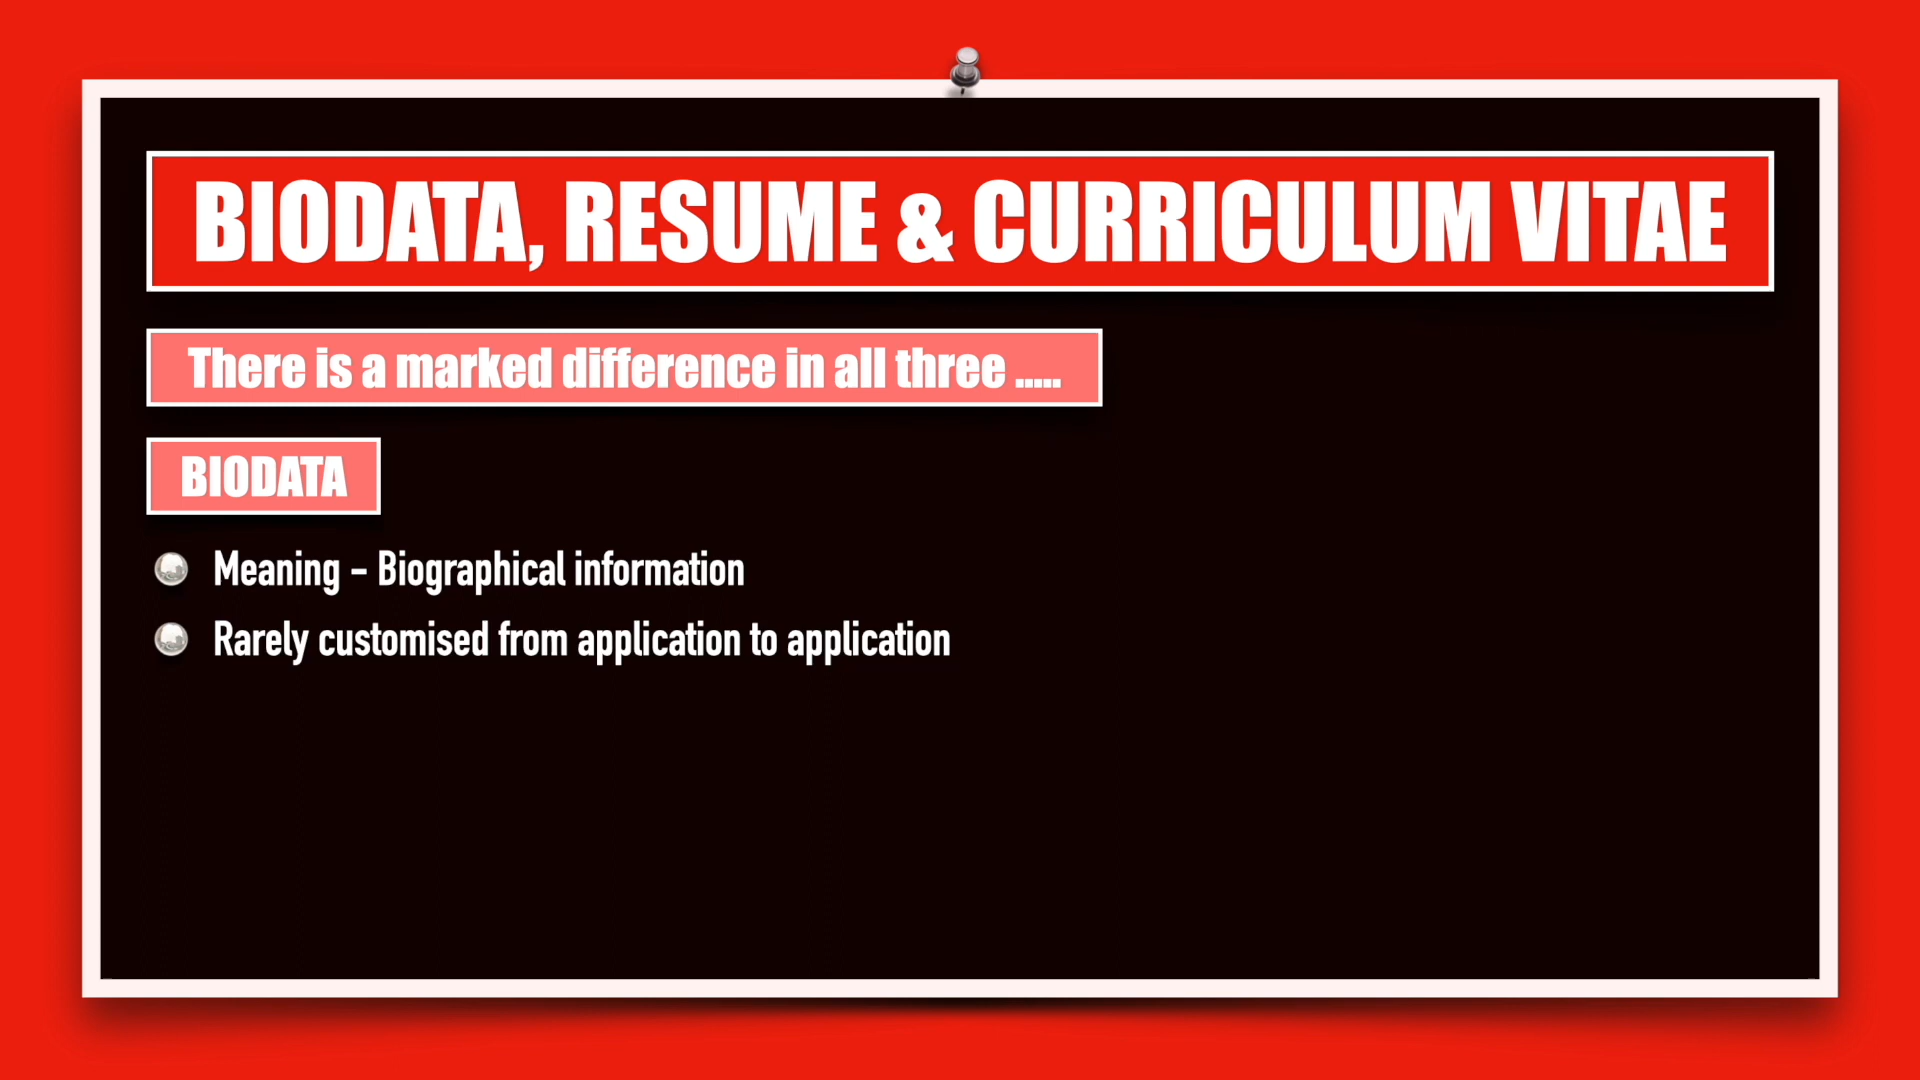 BIODATA, RESUME & CURRICULUM VITAE
There is a marked difference in all three .....
BIODATA
Meaning – Biographical information
Rarely customised from application to application